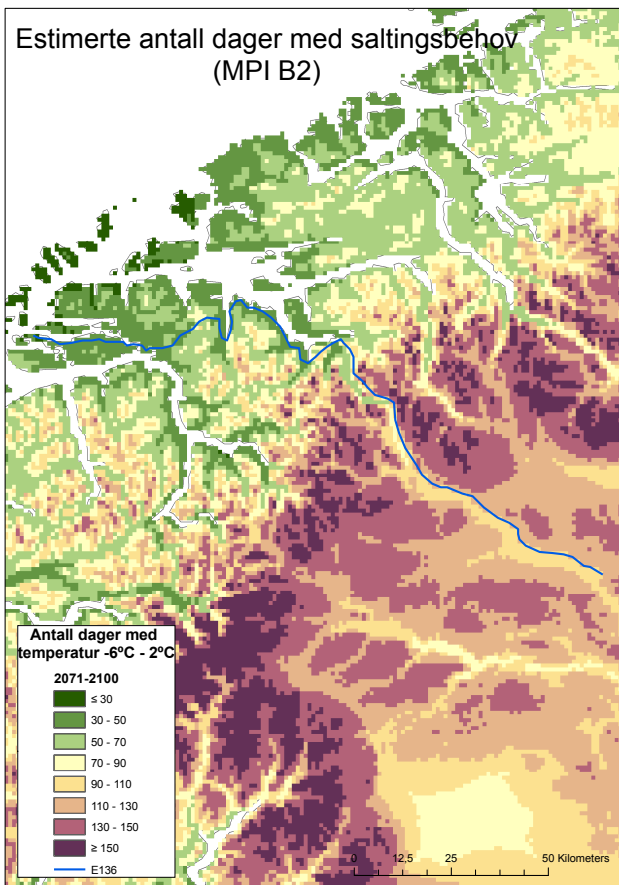 Estimerte antall dager med saltingsbehov
(MPI B2)
Antall dager med
temperatur -6ºC - 2ºC
2071-2100
≤ 30
30 - 50
50 - 70
70 - 90
90 - 110
110 - 130
130 - 150
≥ 150
E136
0 12,5 25 50 Kilometers